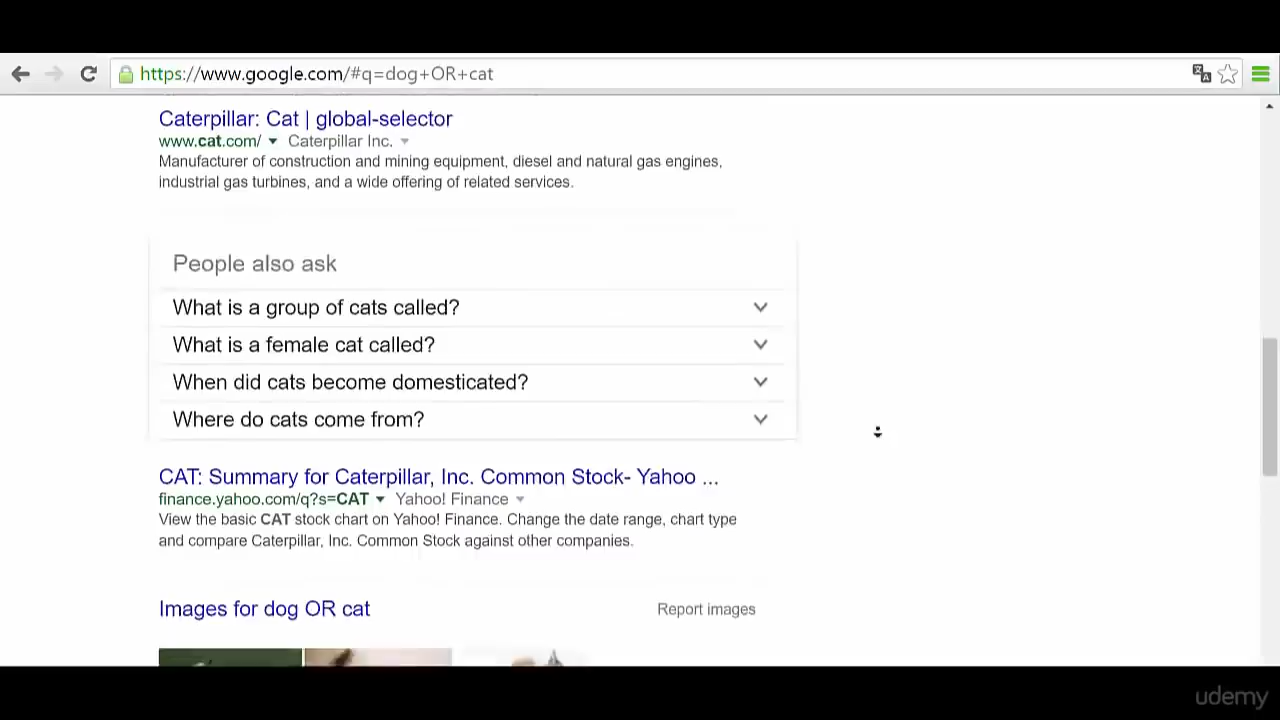 https://www.google.com/#q=dog+OR+cat
Caterpillar: Cat | global-selector
www.cat.com/ Caterpillar Inc.
Manufacturer of construction and mining equipment, diesel and natural gas engines,
industrial gas turbines, and a wide offering of related services.
People also ask
What is a group of cats called?
What is a female cat called?
When did cats become domesticated?
Where do cats come from?
CAT: Summary for Caterpillar, Inc. Common Stock- Yahoo ...
finance.yahoo.com/q?s=CAT Yahoo! Finance
View the basic CAT stock chart on Yahoo! Finance. Change the date range, chart type
and compare Caterpillar, Inc. Common Stock against other companies.
Images for dog OR cat Report images
udemy